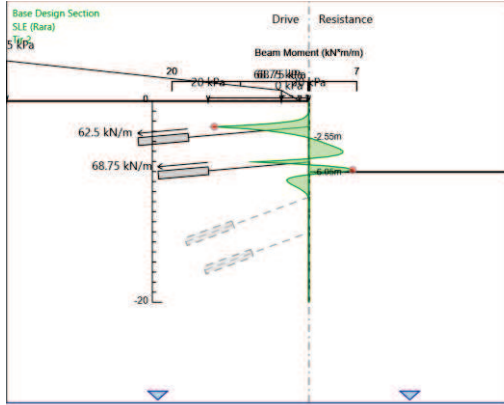 Base Design Section
SLE (Rara)
Drive
Resistance
5 kPa
Beam Moment (kN*m/m)
20
7
0 kPa
0
62.5 kN/m
-2.55m
68.75 kN/m
-6.05m
-20